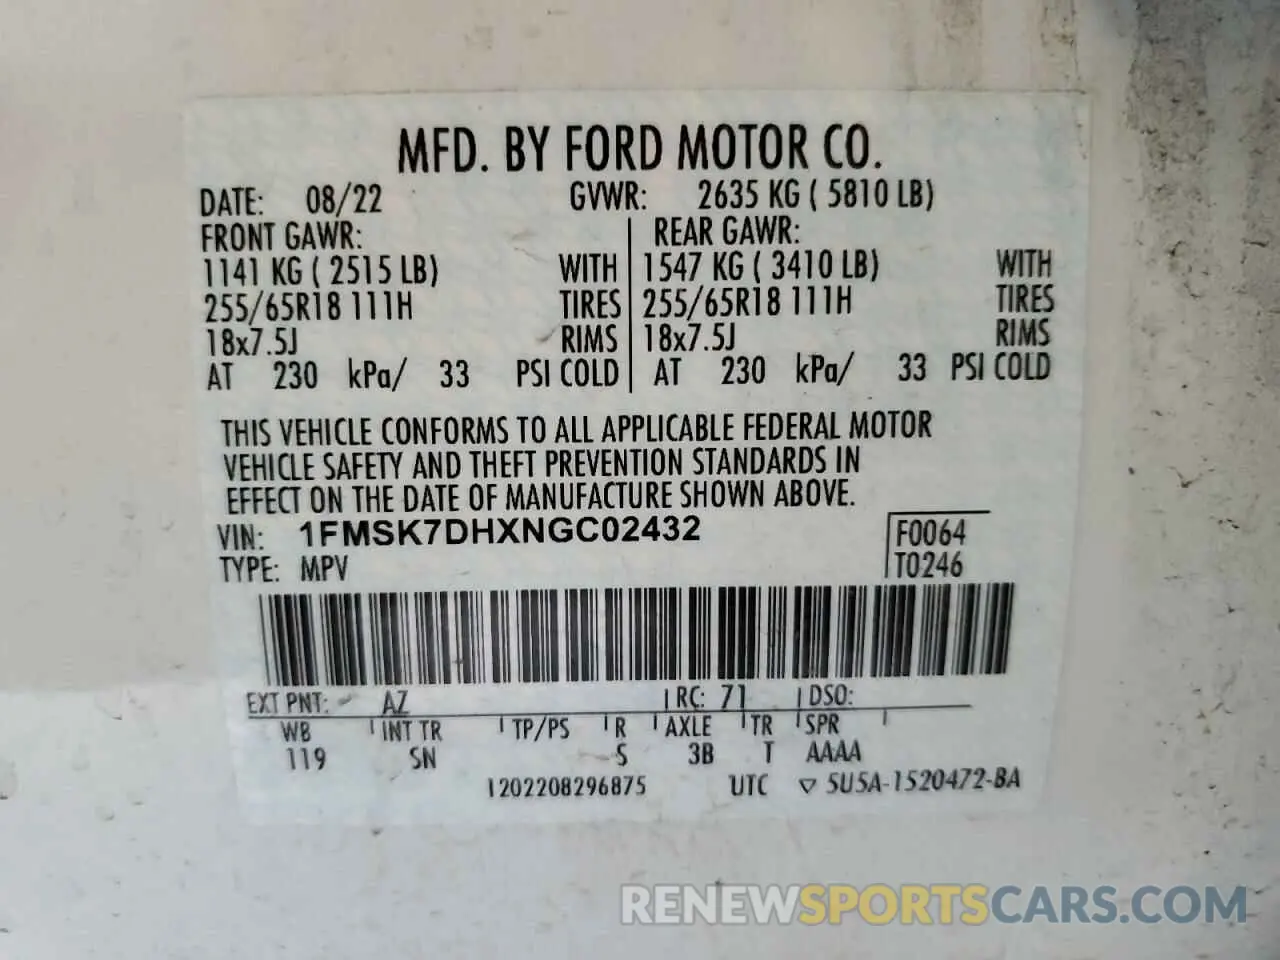 MFD. BY FORD MOTOR CO.
DATE: 08/22 GVWR: 2635 KG ( 5810 LB)
FRONT GAWR: REAR GAWR:
1141 KG ( 2515 LB) WITH 1547 KG ( 3410 LB) WITH
255/65R18 111H TIRES 255/65R18 111H TIRES
18x7.5J RIMS 18x7.5J RIMS
AT 230 kPa/ 33 PSI COLD AT 230 kPa/ 33 PSI COLD
THIS VEHICLE CONFORMS TO ALL APPLICABLE FEDERAL MOTOR
VEHICLE SAFETY AND THEFT PREVENTION STANDARDS IN
EFFECT ON THE DATE OF MANUFACTURE SHOWN ABOVE.
VIN: 1FMSK7DHXNGC02432 F0064
TYPE: MPV T0246
EXT PNT: AZ RC: 71 DSO:
WB INT TR TP/PS R AXLE TR SPR
119 SN S 3B T AAAA
1202208296875 UTC ▽ 5U5A-1520472-BA
RENEWSPORTSCARS.COM